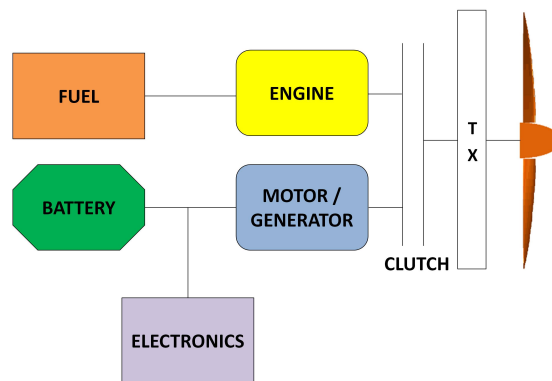 FUEL
ENGINE
T
X
BATTERY
MOTOR /
GENERATOR
CLUTCH
ELECTRONICS